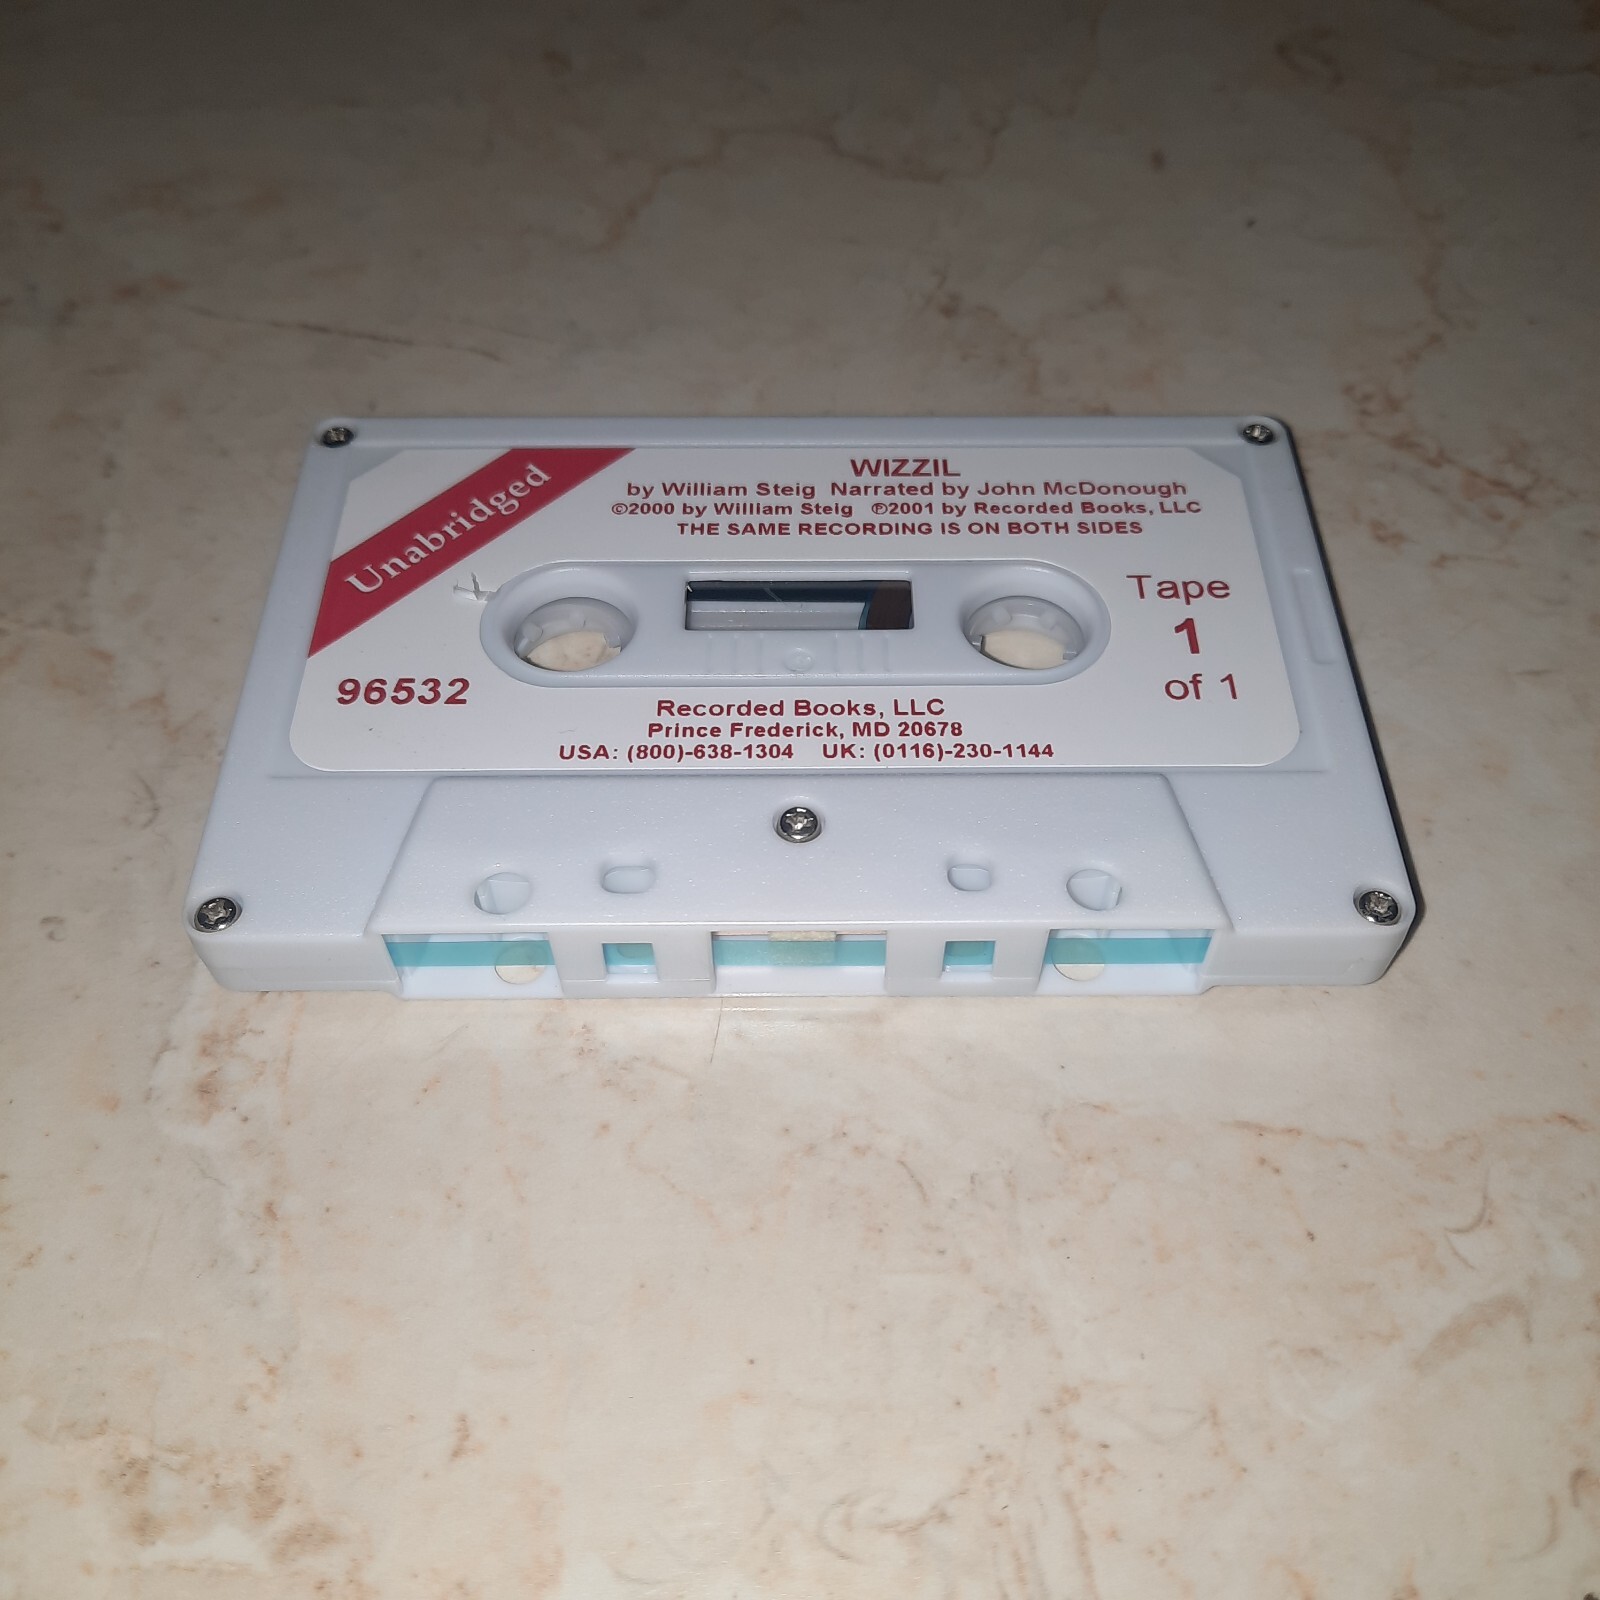 Unabridged
WIZZIL
by William Steig Narrated by John McDonough
©2000 by William Steig ℗2001 by Recorded Books, LLC
THE SAME RECORDING IS ON BOTH SIDES
Tape
1
of 1
96532
Recorded Books, LLC
Prince Frederick, MD 20678
USA: (800)-638-1304 UK: (0116)-230-1144